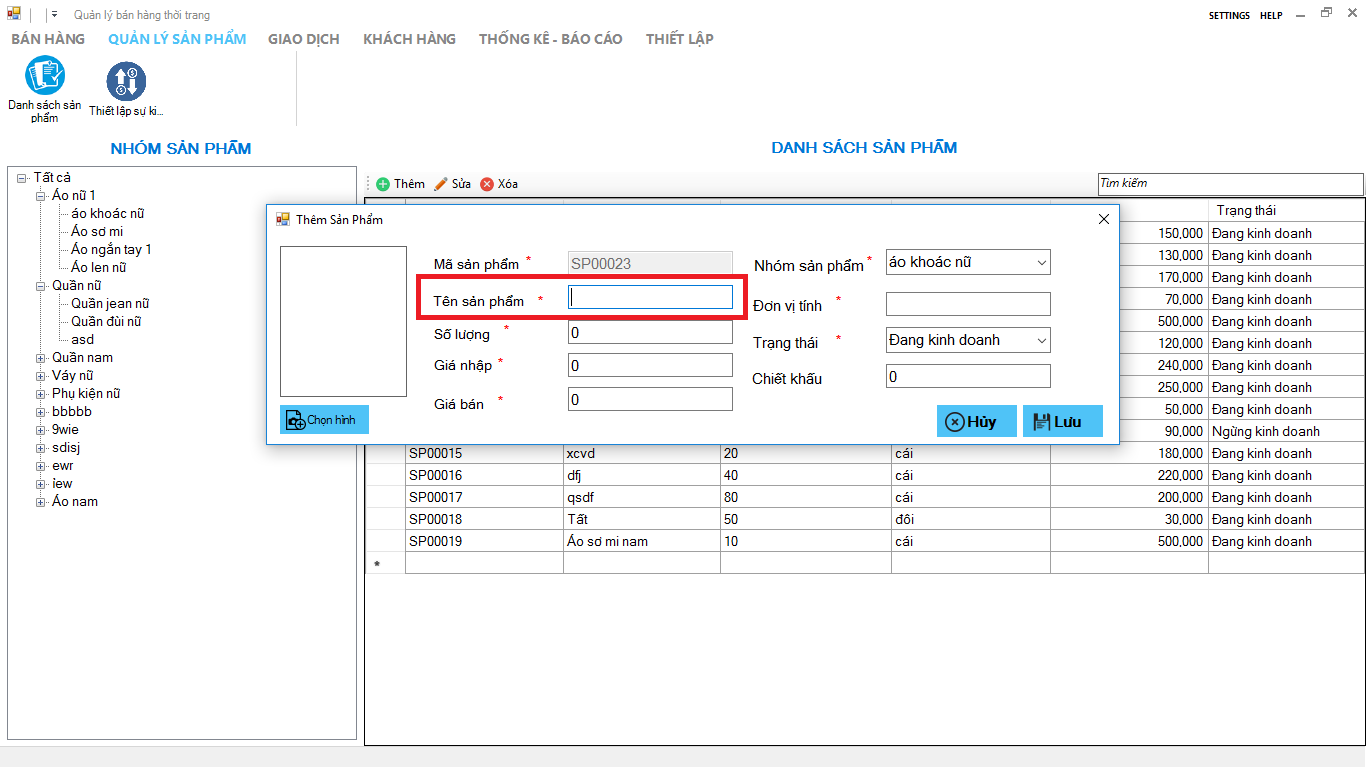 Quản lý bán hàng thời trang
SETTINGS HELP
BÁN HÀNG QUẢN LÝ SẢN PHẨM GIAO DỊCH KHÁCH HÀNG THỐNG KÊ - BÁO CÁO THIẾT LẬP
Danh sách sản
phẩm
Thiết lập sự ki...
NHÓM SẢN PHẨM
Tất cả
Áo nữ 1
áo khoác nữ
Áo sơ mi
Áo ngắn tay 1
Áo len nữ
Quần nữ
Quần jean nữ
Quần đùi nữ
asd
Quần nam
Váy nữ
Phụ kiện nữ
bbbbb
9wie
sdisj
ewr
iew
Áo nam
DANH SÁCH SẢN PHẨM
Thêm Sửa Xóa
Tìm kiếm
Trạng thái
150,000 Đang kinh doanh
130,000 Đang kinh doanh
170,000 Đang kinh doanh
70,000 Đang kinh doanh
500,000 Đang kinh doanh
120,000 Đang kinh doanh
240,000 Đang kinh doanh
250,000 Đang kinh doanh
50,000 Đang kinh doanh
90,000 Ngừng kinh doanh
SP00015 xcvd 20 cái 180,000 Đang kinh doanh
SP00016 dfj 40 cái 220,000 Đang kinh doanh
SP00017 qsdf 80 cái 200,000 Đang kinh doanh
SP00018 Tất 50 đôi 30,000 Đang kinh doanh
SP00019 Áo sơ mi nam 10 cái 500,000 Đang kinh doanh
*
Thêm Sản Phẩm
Mã sản phẩm * SP00023
Tên sản phẩm *
Số lượng * 0
Giá nhập * 0
Giá bán * 0
Nhóm sản phẩm * áo khoác nữ
Đơn vị tính *
Trạng thái * Đang kinh doanh
Chiết khấu 0
Chọn hình
Hủy Lưu